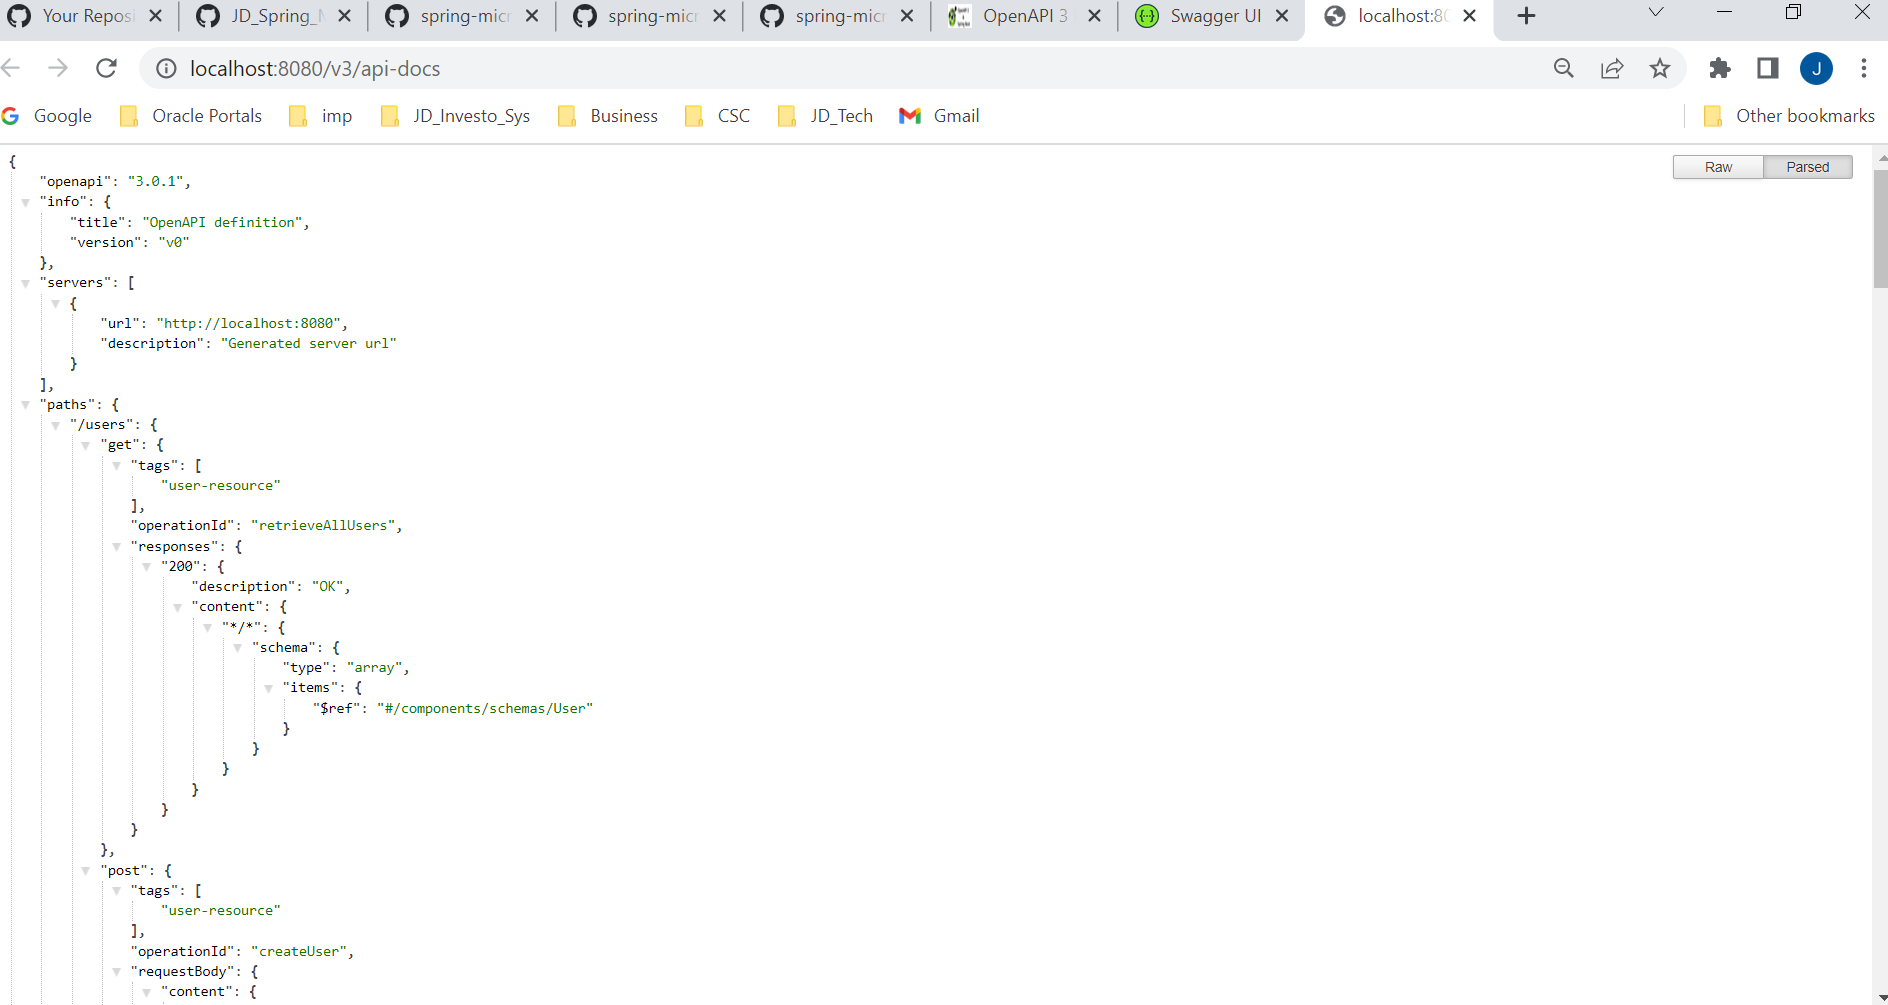 Your Reposi
JD_Spring_M
spring-micr
spring-micr
spring-micr
OpenAPI 3
Swagger UI
localhost:80
localhost:8080/v3/api-docs
J
Google
Oracle Portals
imp
JD_Investo_Sys
Business
CSC
JD_Tech
Gmail
Other bookmarks
Raw
Parsed
{
"openapi": "3.0.1",
"info": {
"title": "OpenAPI definition",
"version": "v0"
},
"servers": [
{
"url": "http://localhost:8080",
"description": "Generated server url"
}
],
"paths": {
"/users": {
"get": {
"tags": [
"user-resource"
],
"operationId": "retrieveAllUsers",
"responses": {
"200": {
"description": "OK",
"content": {
"*/*": {
"schema": {
"type": "array",
"items": {
"$ref": "#/components/schemas/User"
}
}
}
}
}
}
},
"post": {
"tags": [
"user-resource"
],
"operationId": "createUser",
"requestBody": {
"content": {